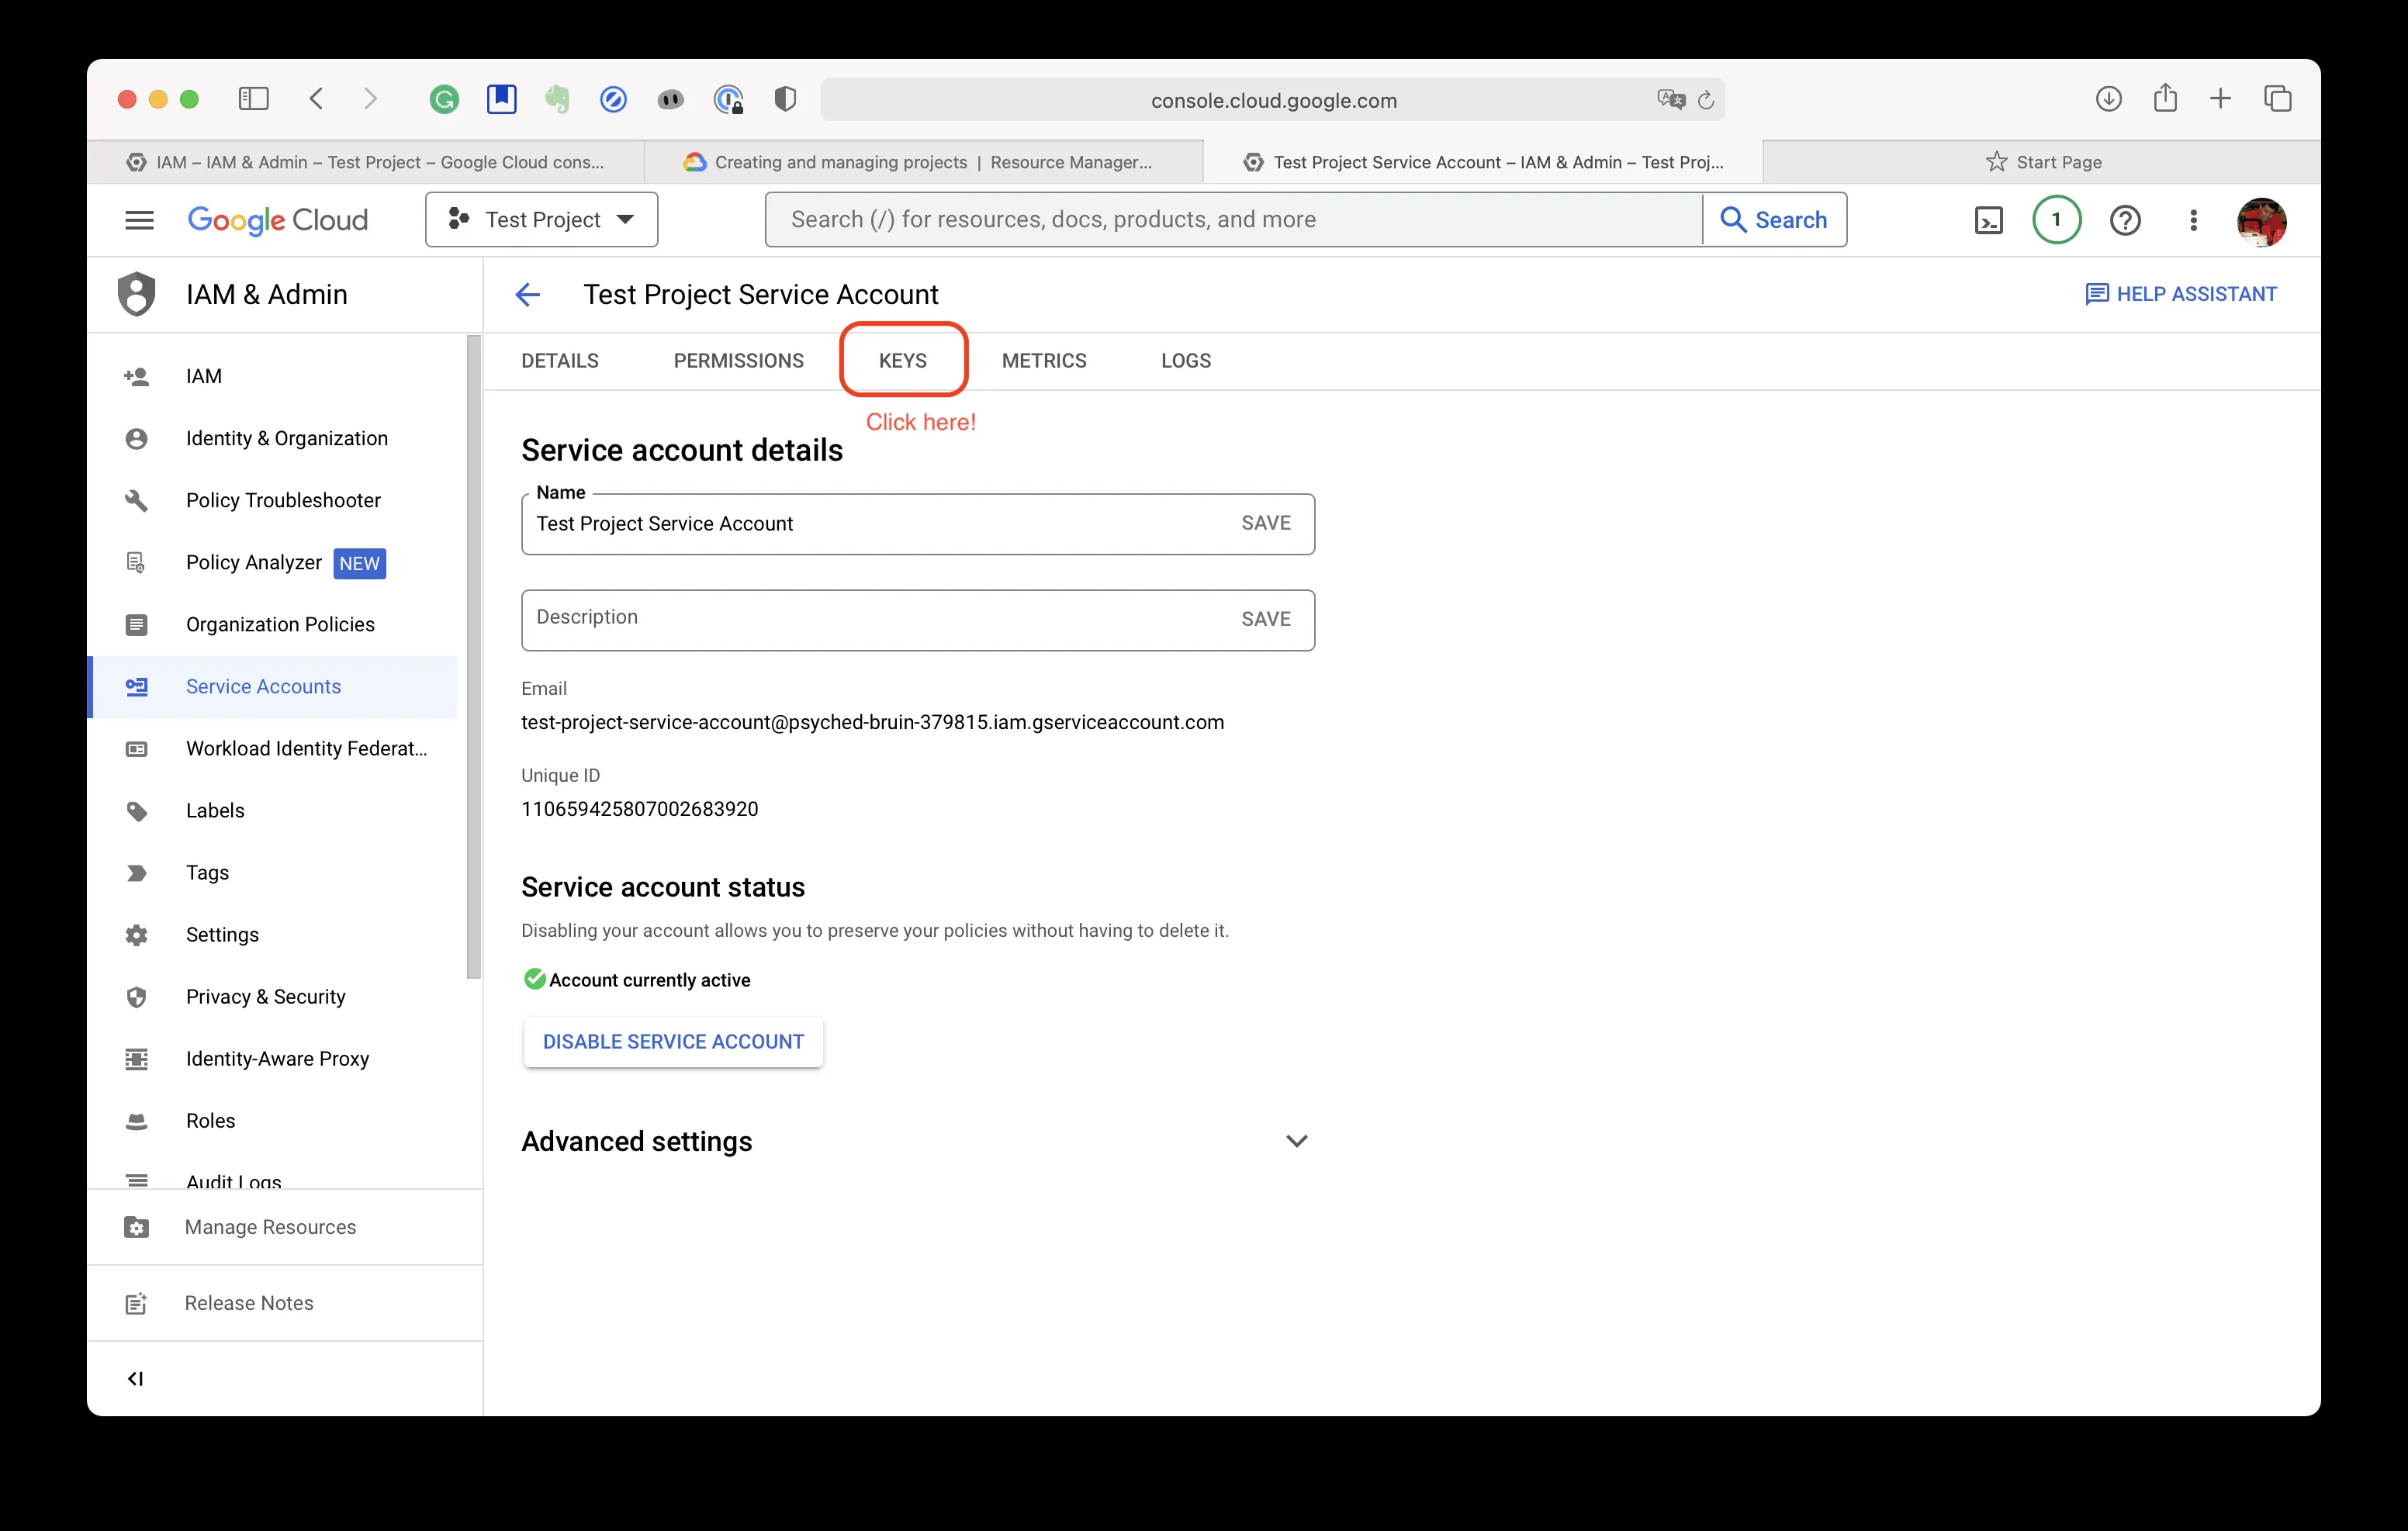 console.cloud.google.com
IAM – IAM & Admin – Test Project – Google Cloud cons...
Creating and managing projects | Resource Manager...
Test Project Service Account – IAM & Admin – Test Proj...
Start Page
Google Cloud
Test Project
Search (/) for resources, docs, products, and more
Search
1
IAM & Admin
Test Project Service Account
HELP ASSISTANT
IAM
Identity & Organization
Policy Troubleshooter
Policy Analyzer NEW
Organization Policies
Service Accounts
Workload Identity Federat...
Labels
Tags
Settings
Privacy & Security
Identity-Aware Proxy
Roles
Audit Logs
Manage Resources
Release Notes
DETAILS
PERMISSIONS
KEYS
METRICS
LOGS
Click here!
Service account details
Name
Test Project Service Account
SAVE
Description
SAVE
Email
test-project-service-account@psyched-bruin-379815.iam.gserviceaccount.com
Unique ID
110659425807002683920
Service account status
Disabling your account allows you to preserve your policies without having to delete it.
Account currently active
DISABLE SERVICE ACCOUNT
Advanced settings